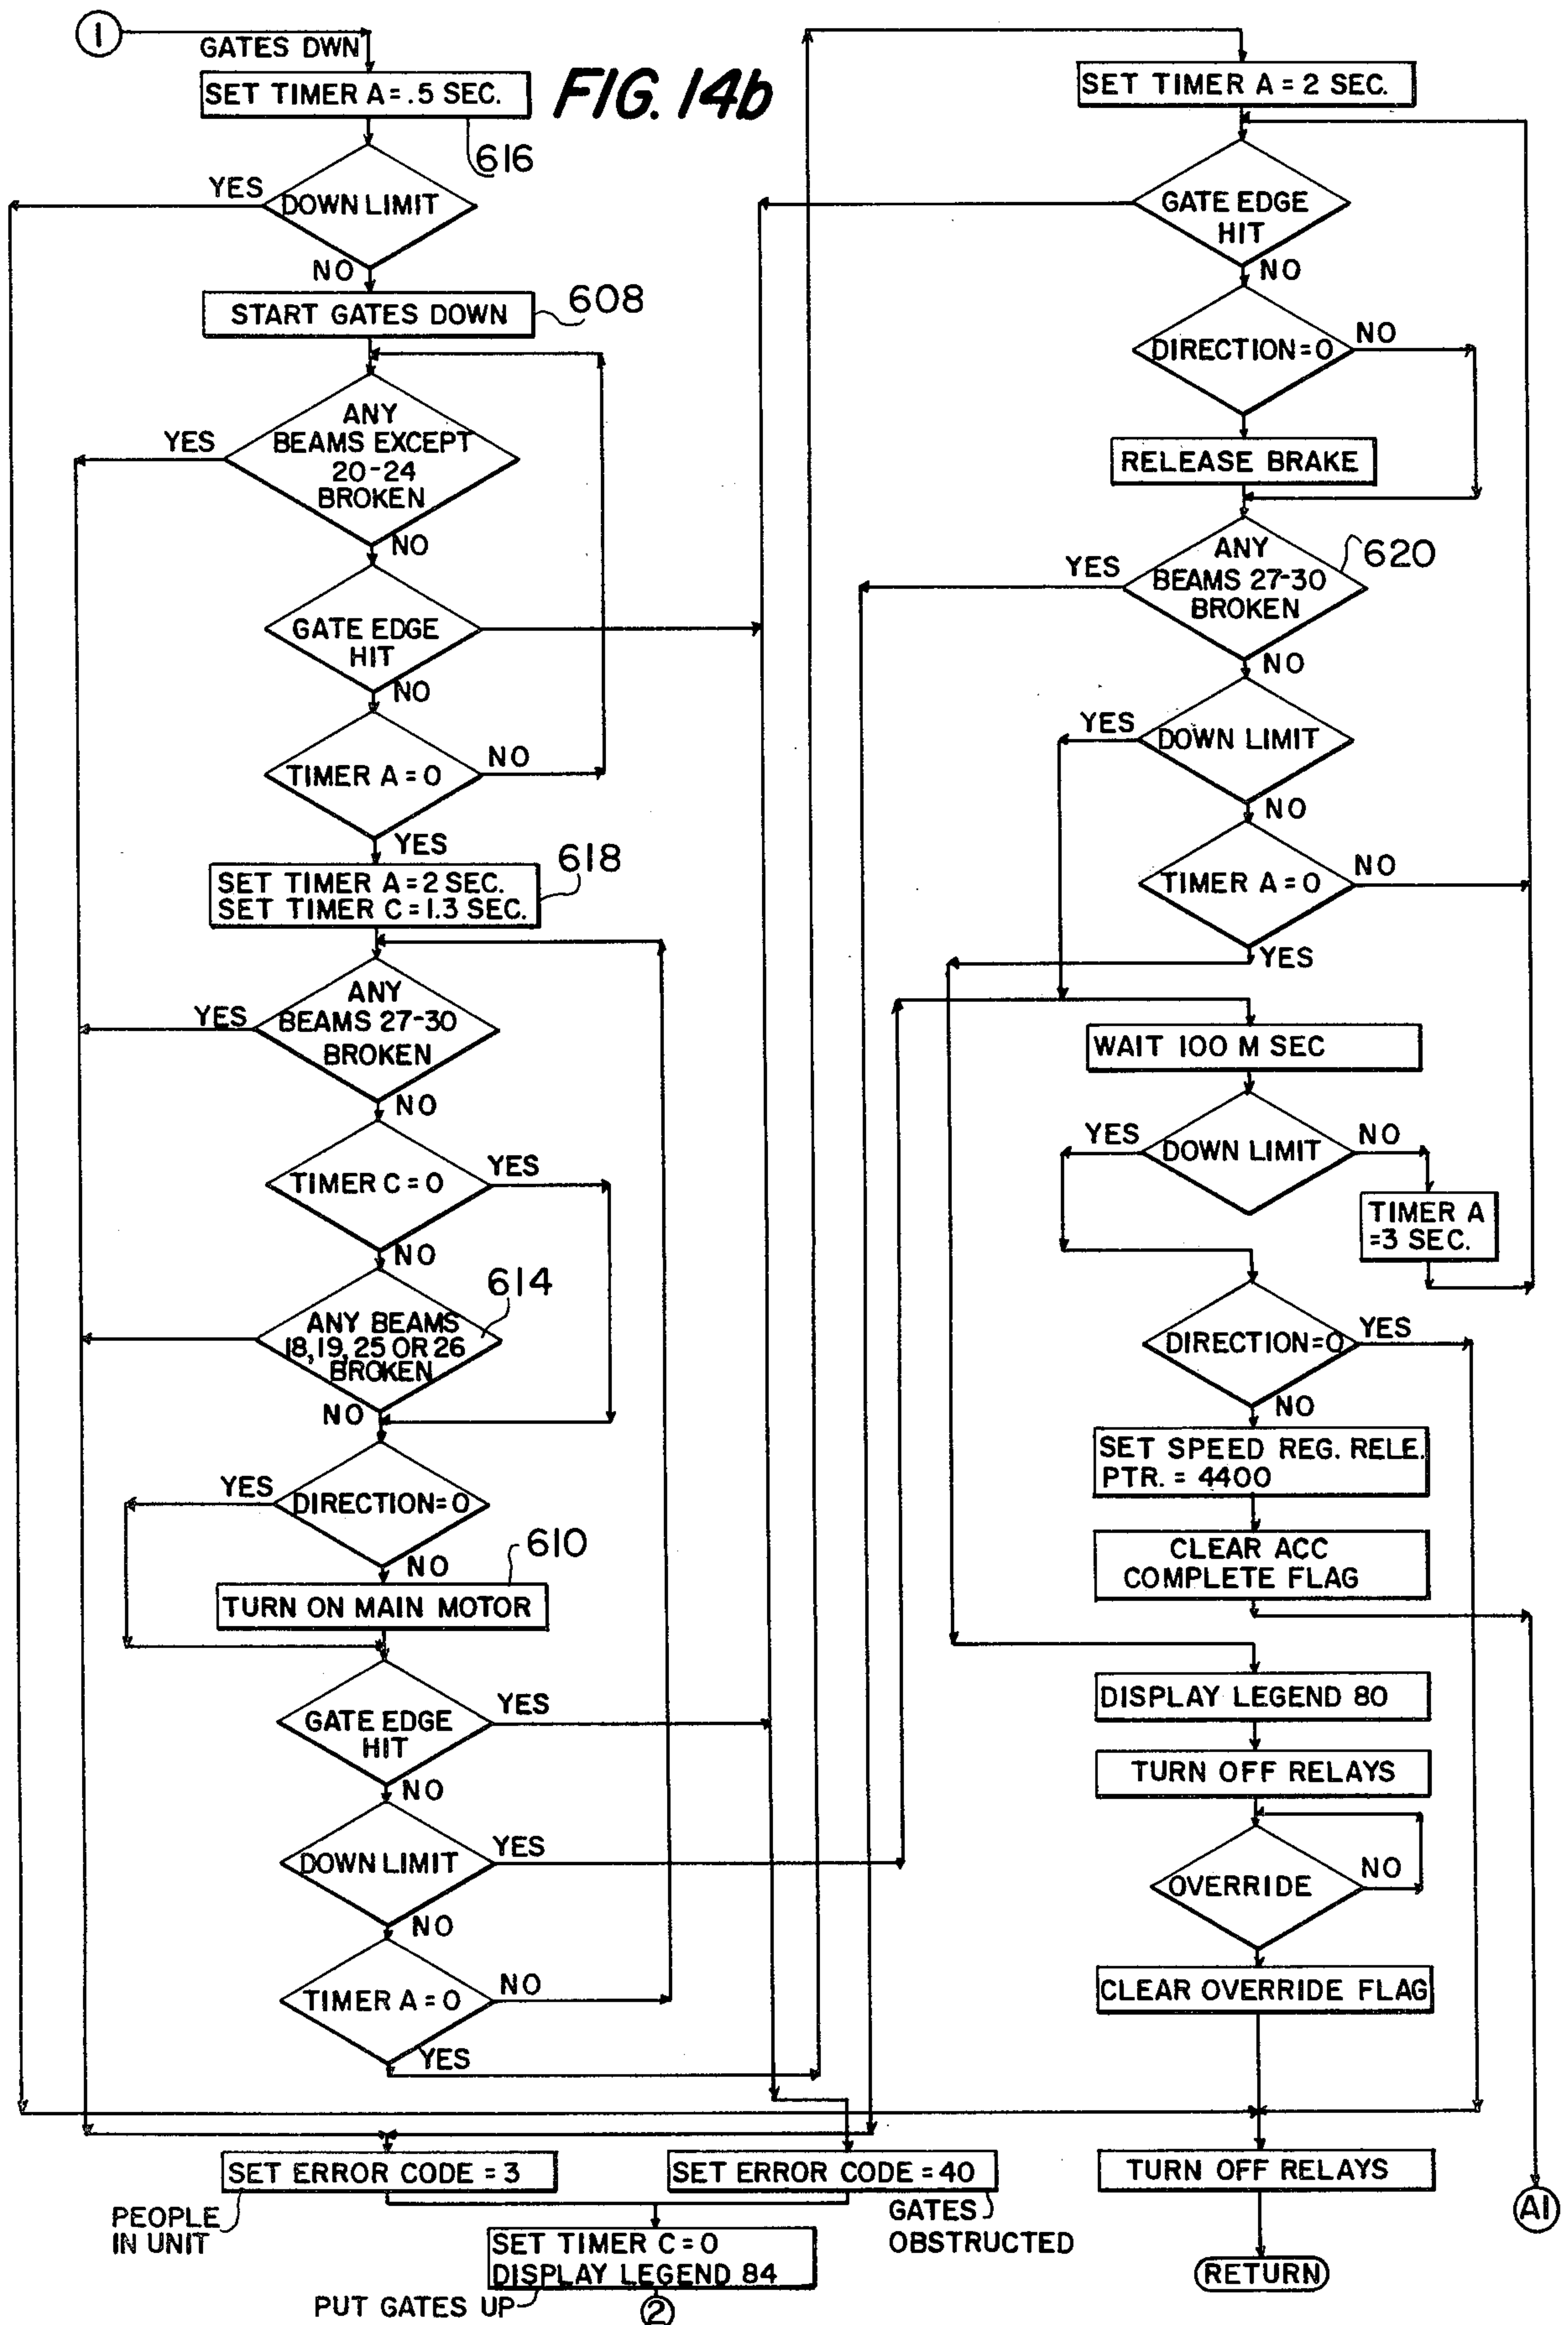 1
GATES DWN
SET TIMER A = .5 SEC.
FIG. 14b
616
DOWN LIMIT
YES
NO
START GATES DOWN
608
ANY
BEAMS EXCEPT
20-24
BROKEN
YES
NO
GATE EDGE
HIT
NO
TIMER A = 0
NO
YES
SET TIMER A = 2 SEC.
SET TIMER C = 1.3 SEC.
618
ANY
BEAMS 27-30
BROKEN
YES
NO
TIMER C = 0
YES
NO
ANY BEAMS
18, 19, 25 OR 26
BROKEN
614
NO
DIRECTION = 0
YES
NO
610
TURN ON MAIN MOTOR
GATE EDGE
HIT
YES
NO
DOWN LIMIT
YES
NO
TIMER A = 0
NO
YES
SET ERROR CODE = 3
PEOPLE
IN UNIT
SET ERROR CODE = 40
GATES
OBSTRUCTED
SET TIMER C = 0
DISPLAY LEGEND 84
PUT GATES UP
2
SET TIMER A = 2 SEC.
GATE EDGE
HIT
NO
DIRECTION = 0
NO
RELEASE BRAKE
ANY
BEAMS 27-30
BROKEN
620
YES
NO
DOWN LIMIT
YES
NO
TIMER A = 0
NO
YES
WAIT 100 M SEC
DOWN LIMIT
YES
NO
TIMER A
= 3 SEC.
DIRECTION = 0
YES
NO
SET SPEED REG. RELE.
PTR. = 4400
CLEAR ACC
COMPLETE FLAG
DISPLAY LEGEND 80
TURN OFF RELAYS
OVERRIDE
NO
CLEAR OVERRIDE FLAG
TURN OFF RELAYS
A1
RETURN